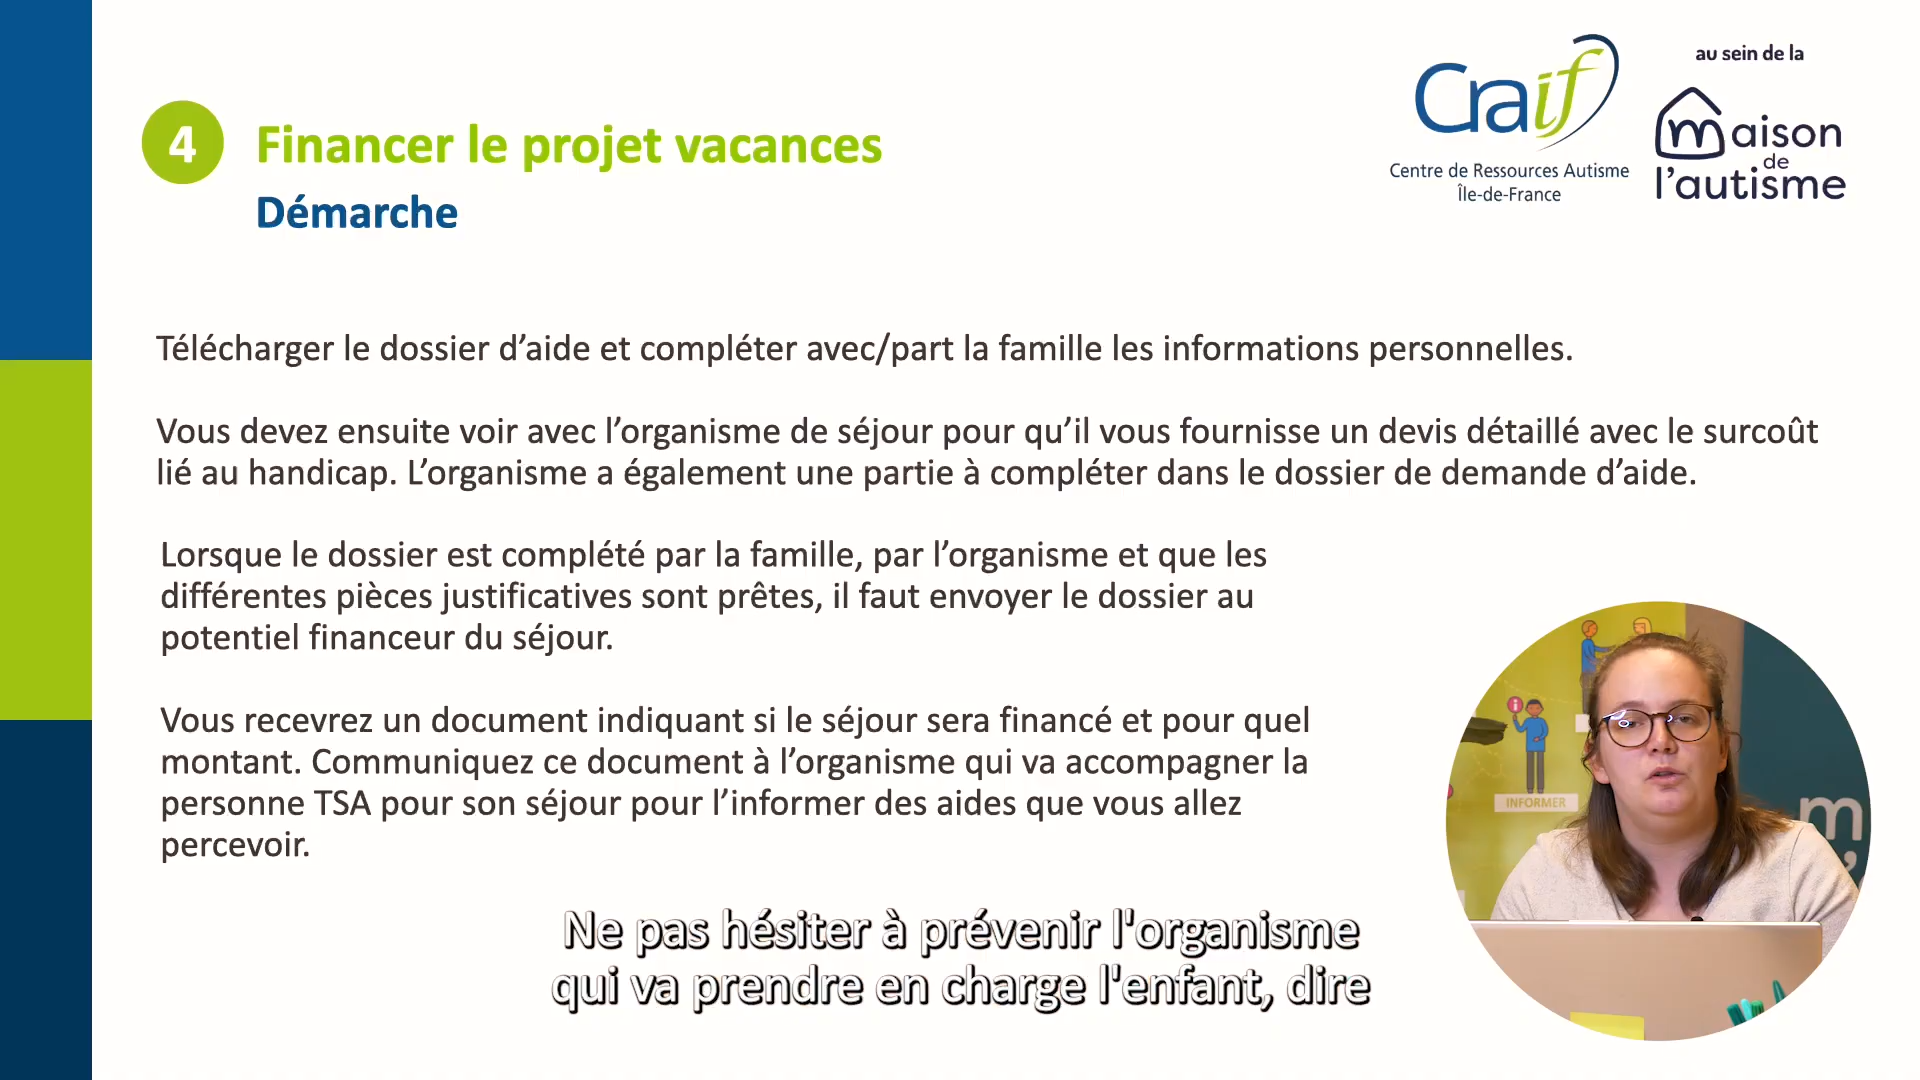 4 Financer le projet vacances
Démarche
Craif
Centre de Ressources Autisme
Île-de-France
au sein de la
maison
de
l’autisme
Télécharger le dossier d’aide et compléter avec/part la famille les informations personnelles.
Vous devez ensuite voir avec l’organisme de séjour pour qu’il vous fournisse un devis détaillé avec le surcoût
lié au handicap. L’organisme a également une partie à compléter dans le dossier de demande d’aide.
Lorsque le dossier est complété par la famille, par l’organisme et que les
différentes pièces justificatives sont prêtes, il faut envoyer le dossier au
potentiel financeur du séjour.
Vous recevrez un document indiquant si le séjour sera financé et pour quel
montant. Communiquez ce document à l’organisme qui va accompagner la
personne TSA pour son séjour pour l’informer des aides que vous allez
percevoir.
INFORMER
m
Ne pas hésiter à prévenir l'organisme
qui va prendre en charge l'enfant, dire